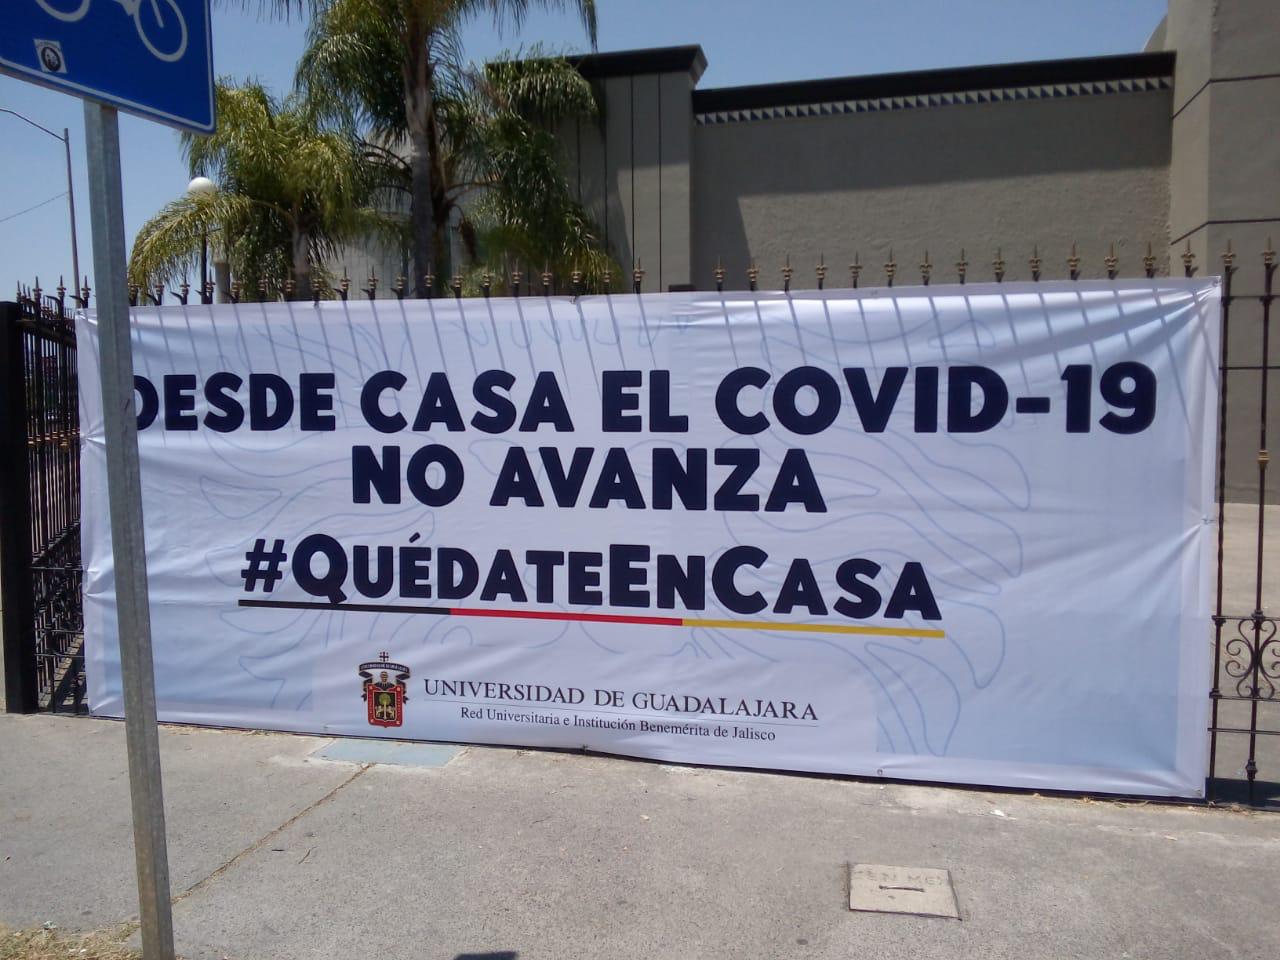 DESDE CASA EL COVID-19
NO AVANZA
#QUÉDATEENCASA
UNIVERSIDAD DE GUADALAJARA
Red Universitaria e Institución Benemérita de Jalisco